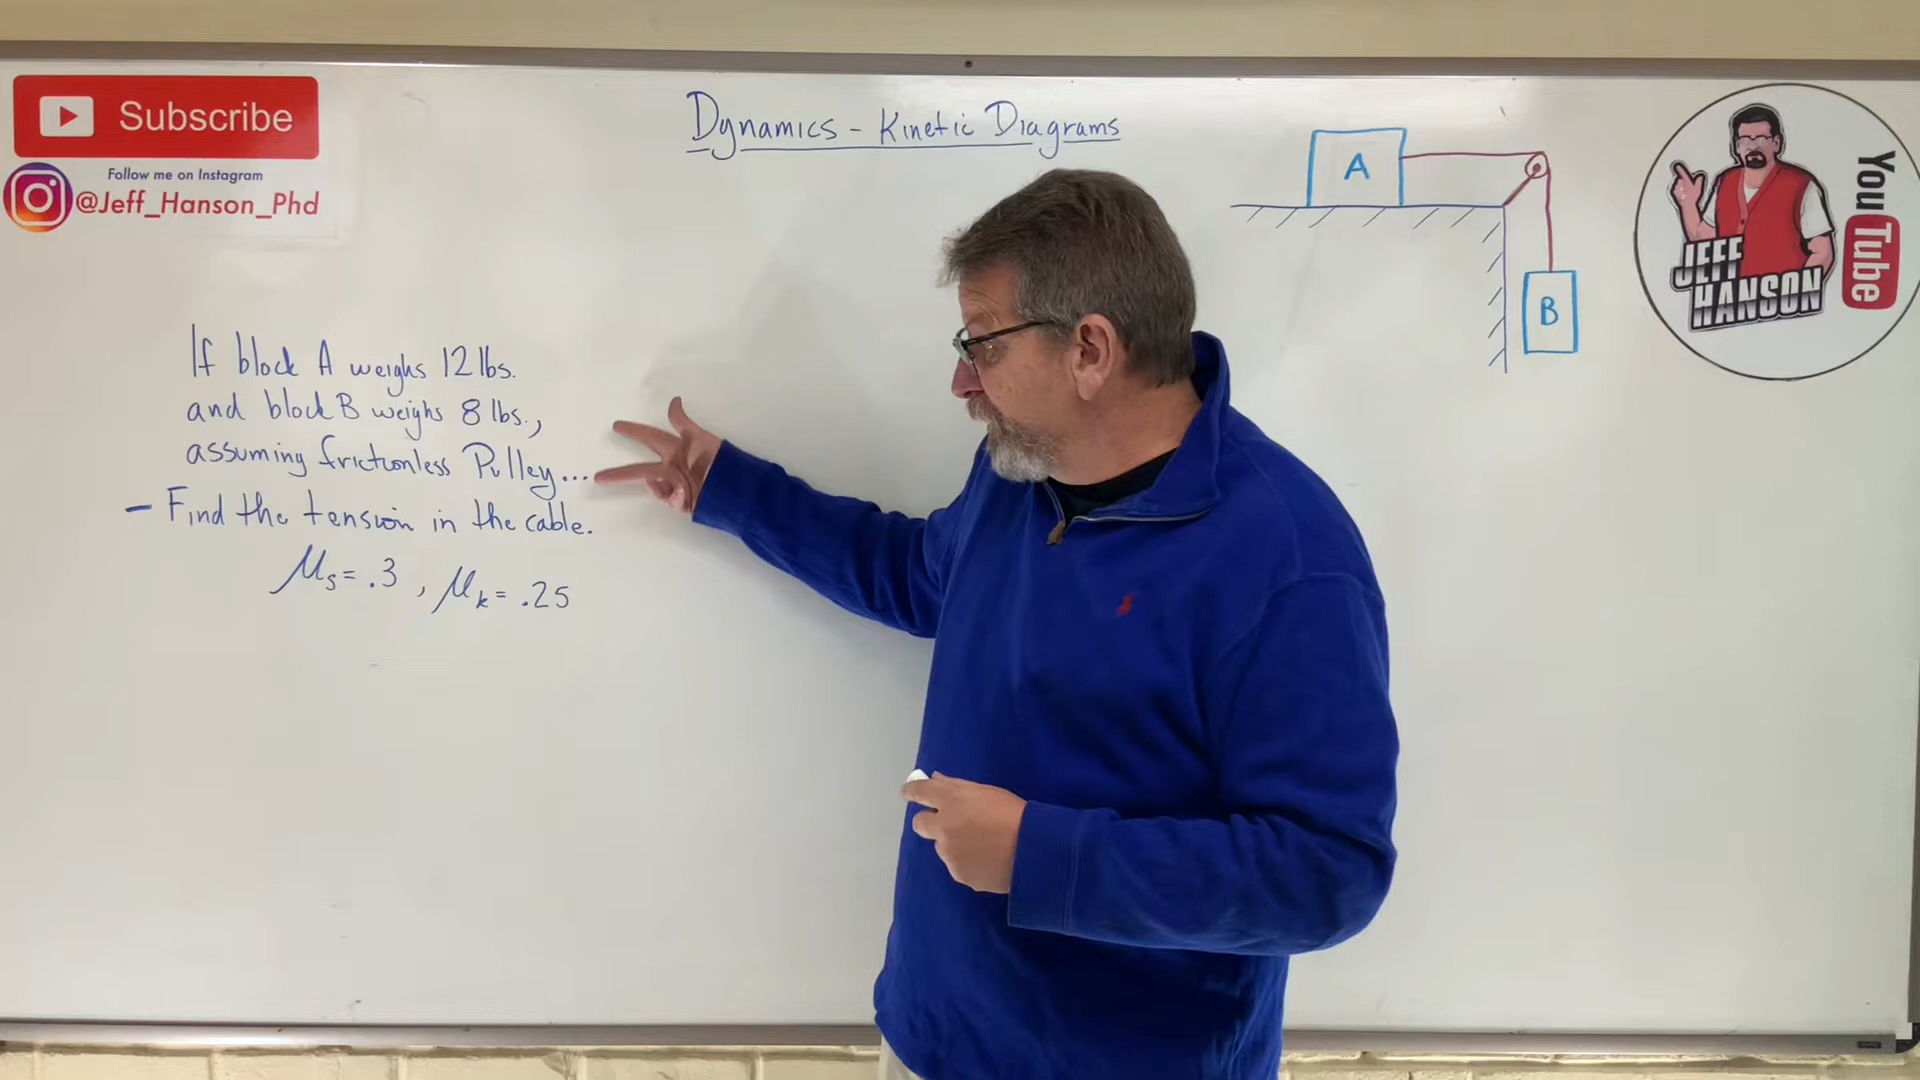 Subscribe
Follow me on Instagram
@Jeff_Hanson_Phd
Dynamics - Kinetic Diagrams
A
B
YouTube
JEFF
HANSON
If block A weighs 12 lbs.
and block B weighs 8 lbs.,
assuming frictionless Pulley...
- Find the tension in the cable.
μs = .3 , μk = .25